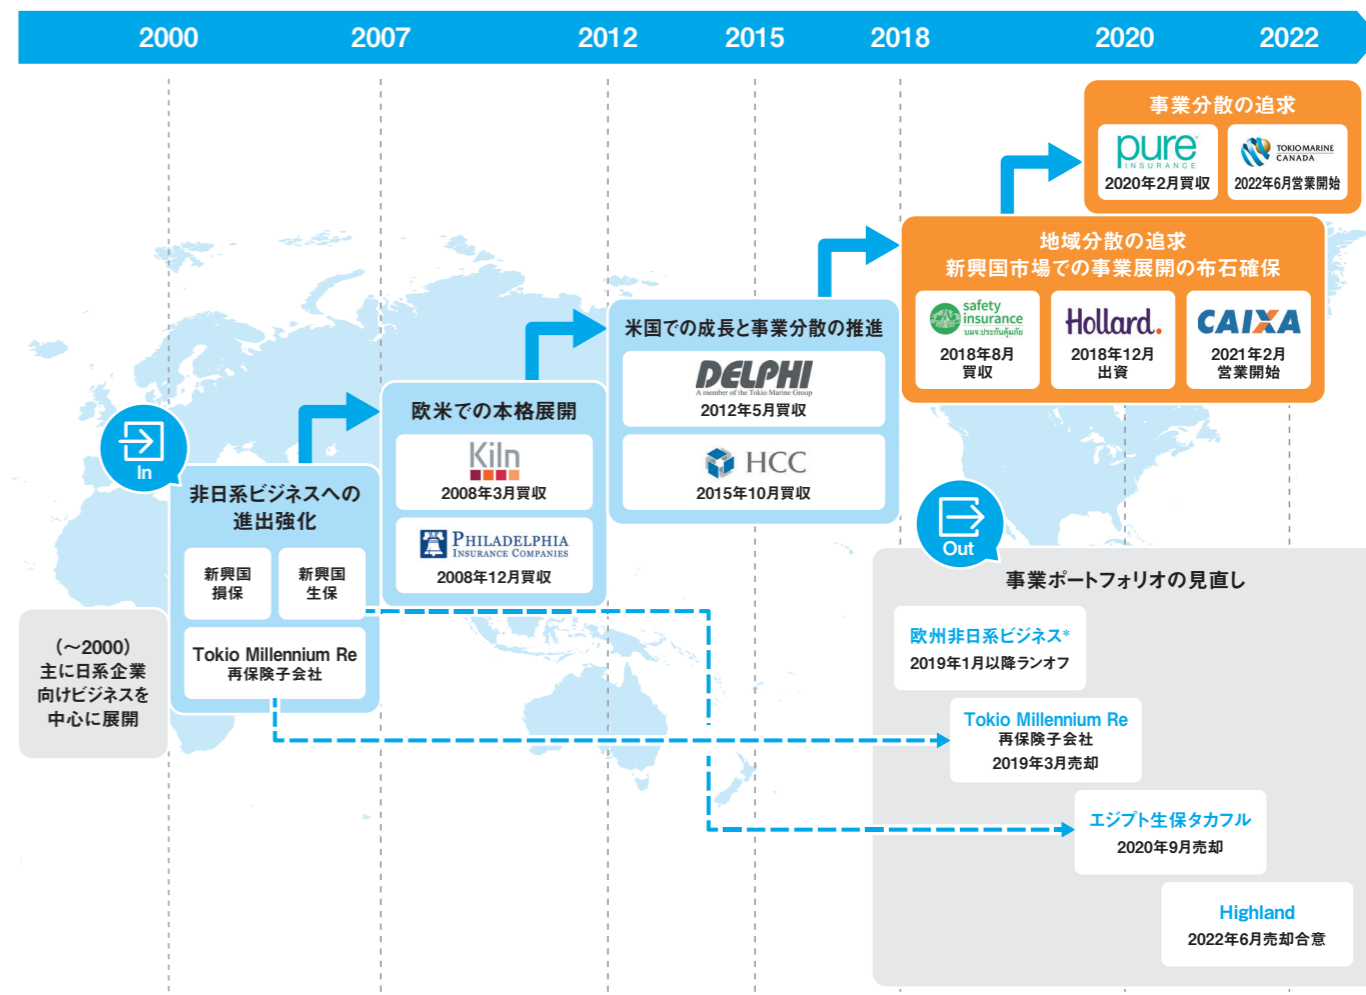 2000
2007
2012
2015
2018
2020
2022
事業分散の追求
pure
INSURANCE
2020年2月買収
TOKIOMARINE
CANADA
2022年6月営業開始
地域分散の追求
新興国市場での事業展開の布石確保
safety
insurance
บมจ.ประกันคุ้มภัย
2018年8月
買収
Hollard.
2018年12月
出資
CAIXA
2021年2月
営業開始
米国での成長と事業分散の推進
DELPHI
A member of the Tokio Marine Group
2012年5月買収
HCC
2015年10月買収
欧米での本格展開
Kiln
2008年3月買収
PHILADELPHIA
INSURANCE COMPANIES
2008年12月買収
In
非日系ビジネスへの
進出強化
新興国
損保
新興国
生保
Tokio Millennium Re
再保険子会社
(～2000)
主に日系企業
向けビジネスを
中心に展開
Out
事業ポートフォリオの見直し
欧州非日系ビジネス*
2019年1月以降ランオフ
Tokio Millennium Re
再保険子会社
2019年3月売却
エジプト生保タカフル
2020年9月売却
Highland
2022年6月売却合意